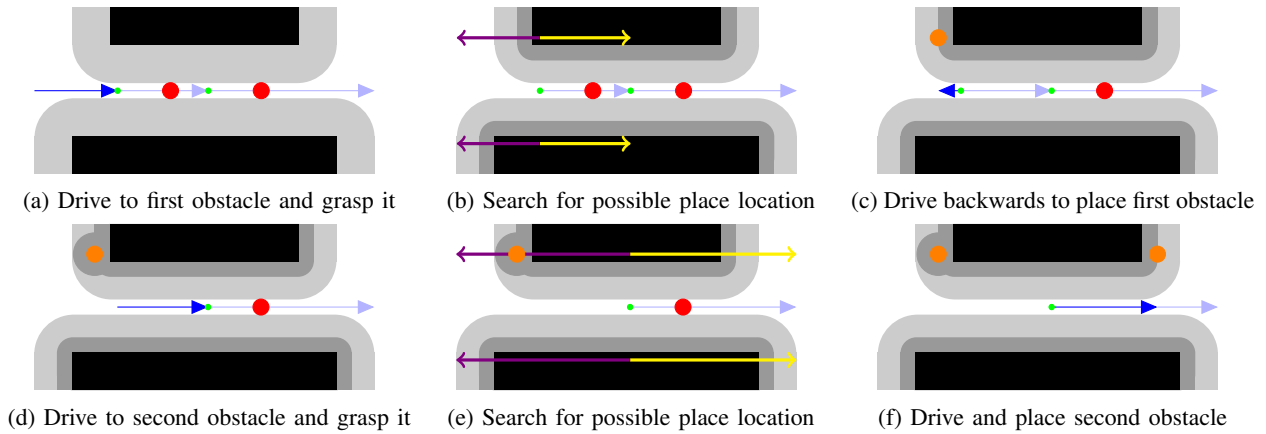 (a) Drive to first obstacle and grasp it
(b) Search for possible place location
(c) Drive backwards to place first obstacle
(d) Drive to second obstacle and grasp it
(e) Search for possible place location
(f) Drive and place second obstacle